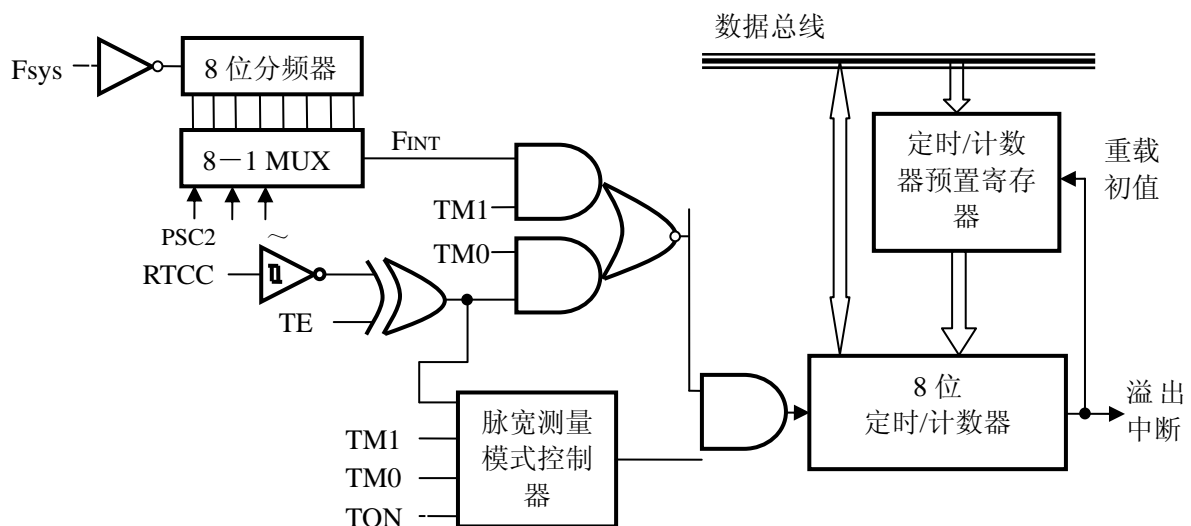 数据总线
Fsys
8 位分频器
8－1 MUX
FINT
定时/计数
器预置寄存
器
重载
初值
TM1
PSC2
～
TM0
RTCC
TE
8 位
定时/计数器
溢 出
中断
脉宽测量
模式控制
器
TM1
TM0
TON